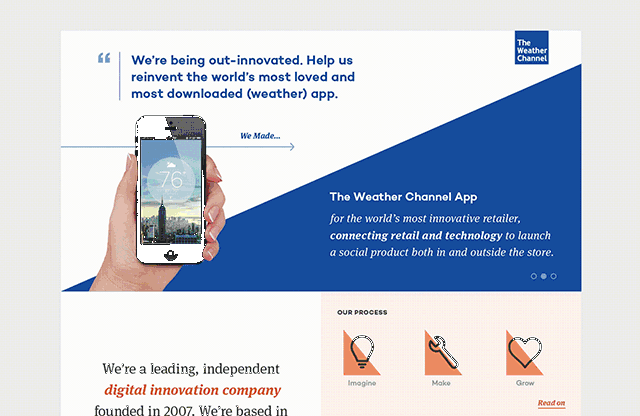 “
We’re being out-innovated. Help us
reinvent the world’s most loved and
most downloaded (weather) app.
The
Weather
Channel
We Made...
76°
The Weather Channel App
for the world’s most innovative retailer,
connecting retail and technology to launch
a social product both in and outside the store.
OUR PROCESS
Imagine
Make
Grow
Read on
We’re a leading, independent
digital innovation company
founded in 2007. We’re based in